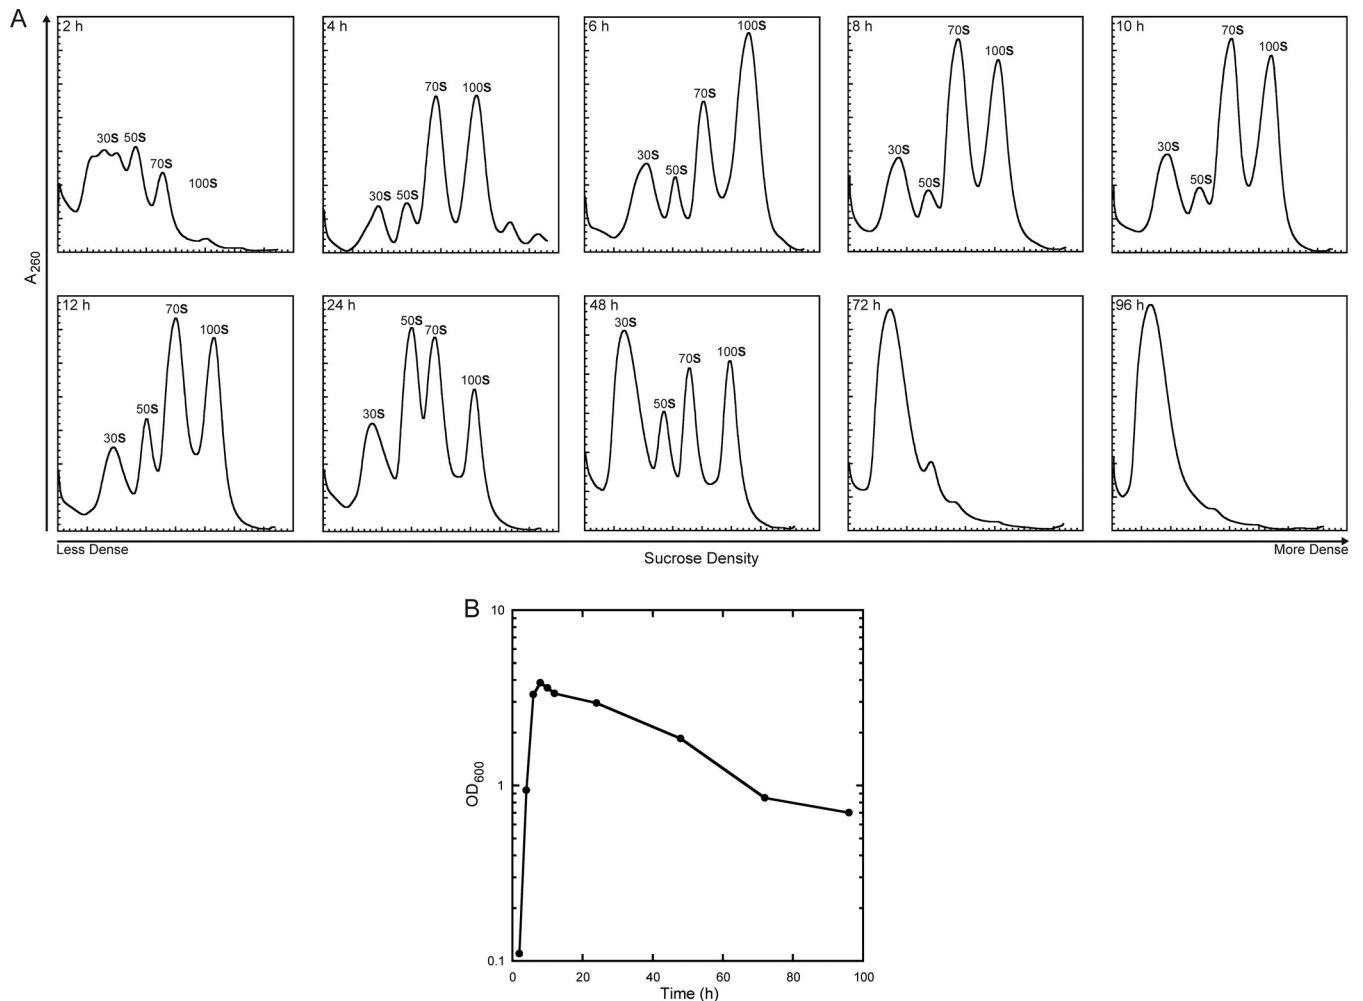 A
2 h
30S 50S
70S
100S
4 h
70S 100S
30S 50S
6 h
100S
70S
30S
50S
8 h
70S
100S
30S
50S
10 h
70S
100S
30S
50S
A260
12 h
70S
100S
50S
30S
24 h
50S 70S
100S
30S
48 h
30S
70S 100S
50S
72 h
96 h
Less Dense
Sucrose Density
More Dense
B
10
1
0.1
OD600
0 20 40 60 80 100
Time (h)